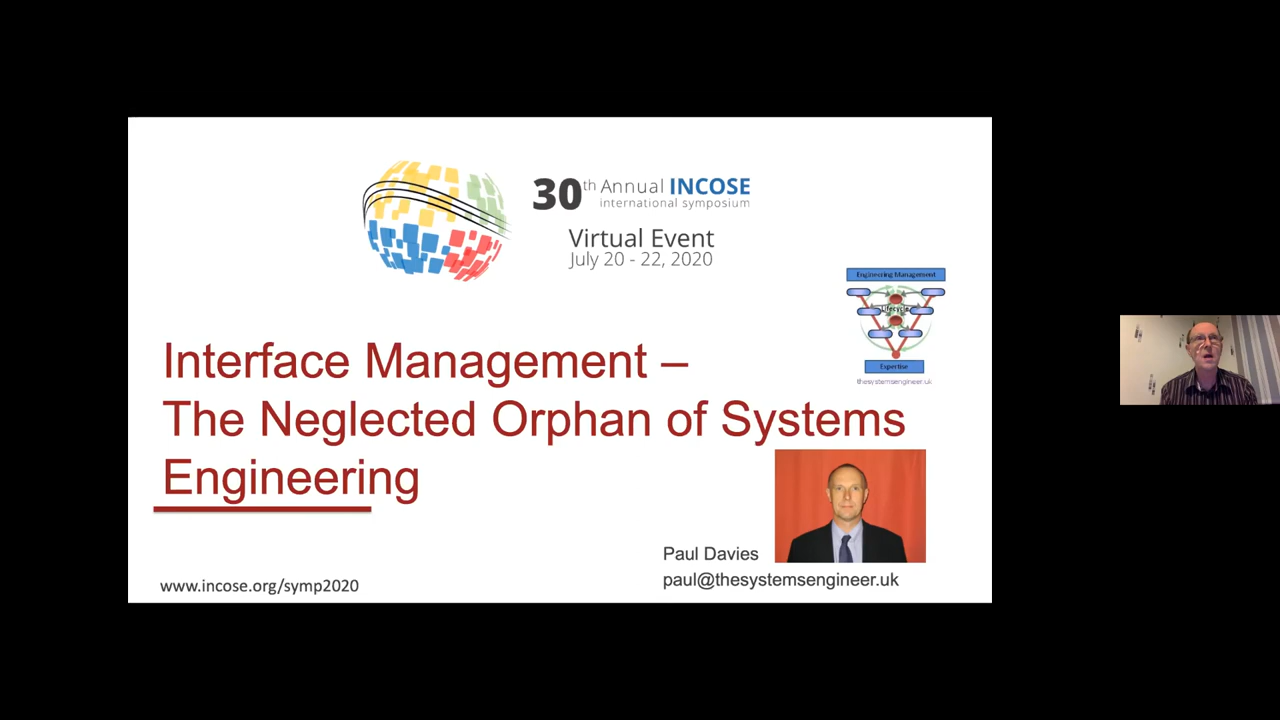 30th Annual INCOSE
international symposium
Virtual Event
July 20 - 22, 2020
Engineering Management
Lifecycle
Expertise
thesystemsengineer.uk
Interface Management –
The Neglected Orphan of Systems
Engineering
Paul Davies
paul@thesystemsengineer.uk
www.incose.org/symp2020